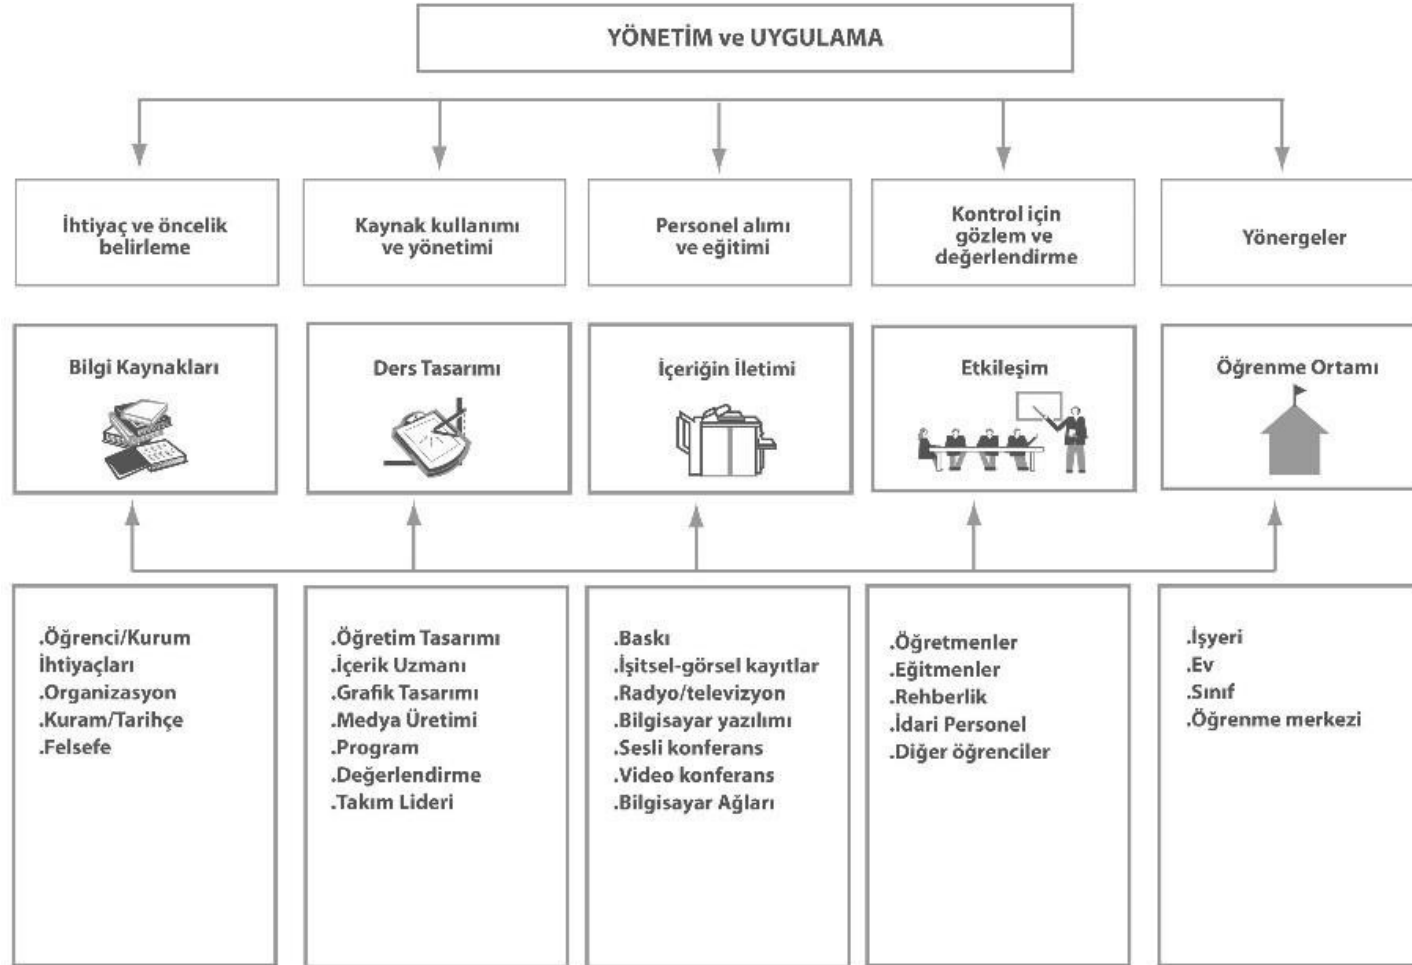 YÖNETİM ve UYGULAMA
İhtiyaç ve öncelik
belirleme
Kaynak kullanımı
ve yönetimi
Personel alımı
ve eğitimi
Kontrol için
gözlem ve
değerlendirme
Yönergeler
Bilgi Kaynakları
Ders Tasarımı
İçeriğin İletimi
Etkileşim
Öğrenme Ortamı
.Öğrenci/Kurum
İhtiyaçları
.Organizasyon
.Kuram/Tarihçe
.Felsefe
.Öğretim Tasarımı
.İçerik Uzmanı
.Grafik Tasarımı
.Medya Üretimi
.Program
.Değerlendirme
.Takım Lideri
.Baskı
.İşitsel-görsel kayıtlar
.Radyo/televizyon
.Bilgisayar yazılımı
.Sesli konferans
.Video konferans
.Bilgisayar Ağları
.Öğretmenler
.Eğitmenler
.Rehberlik
.İdari Personel
.Diğer öğrenciler
.İşyeri
.Ev
.Sınıf
.Öğrenme merkezi